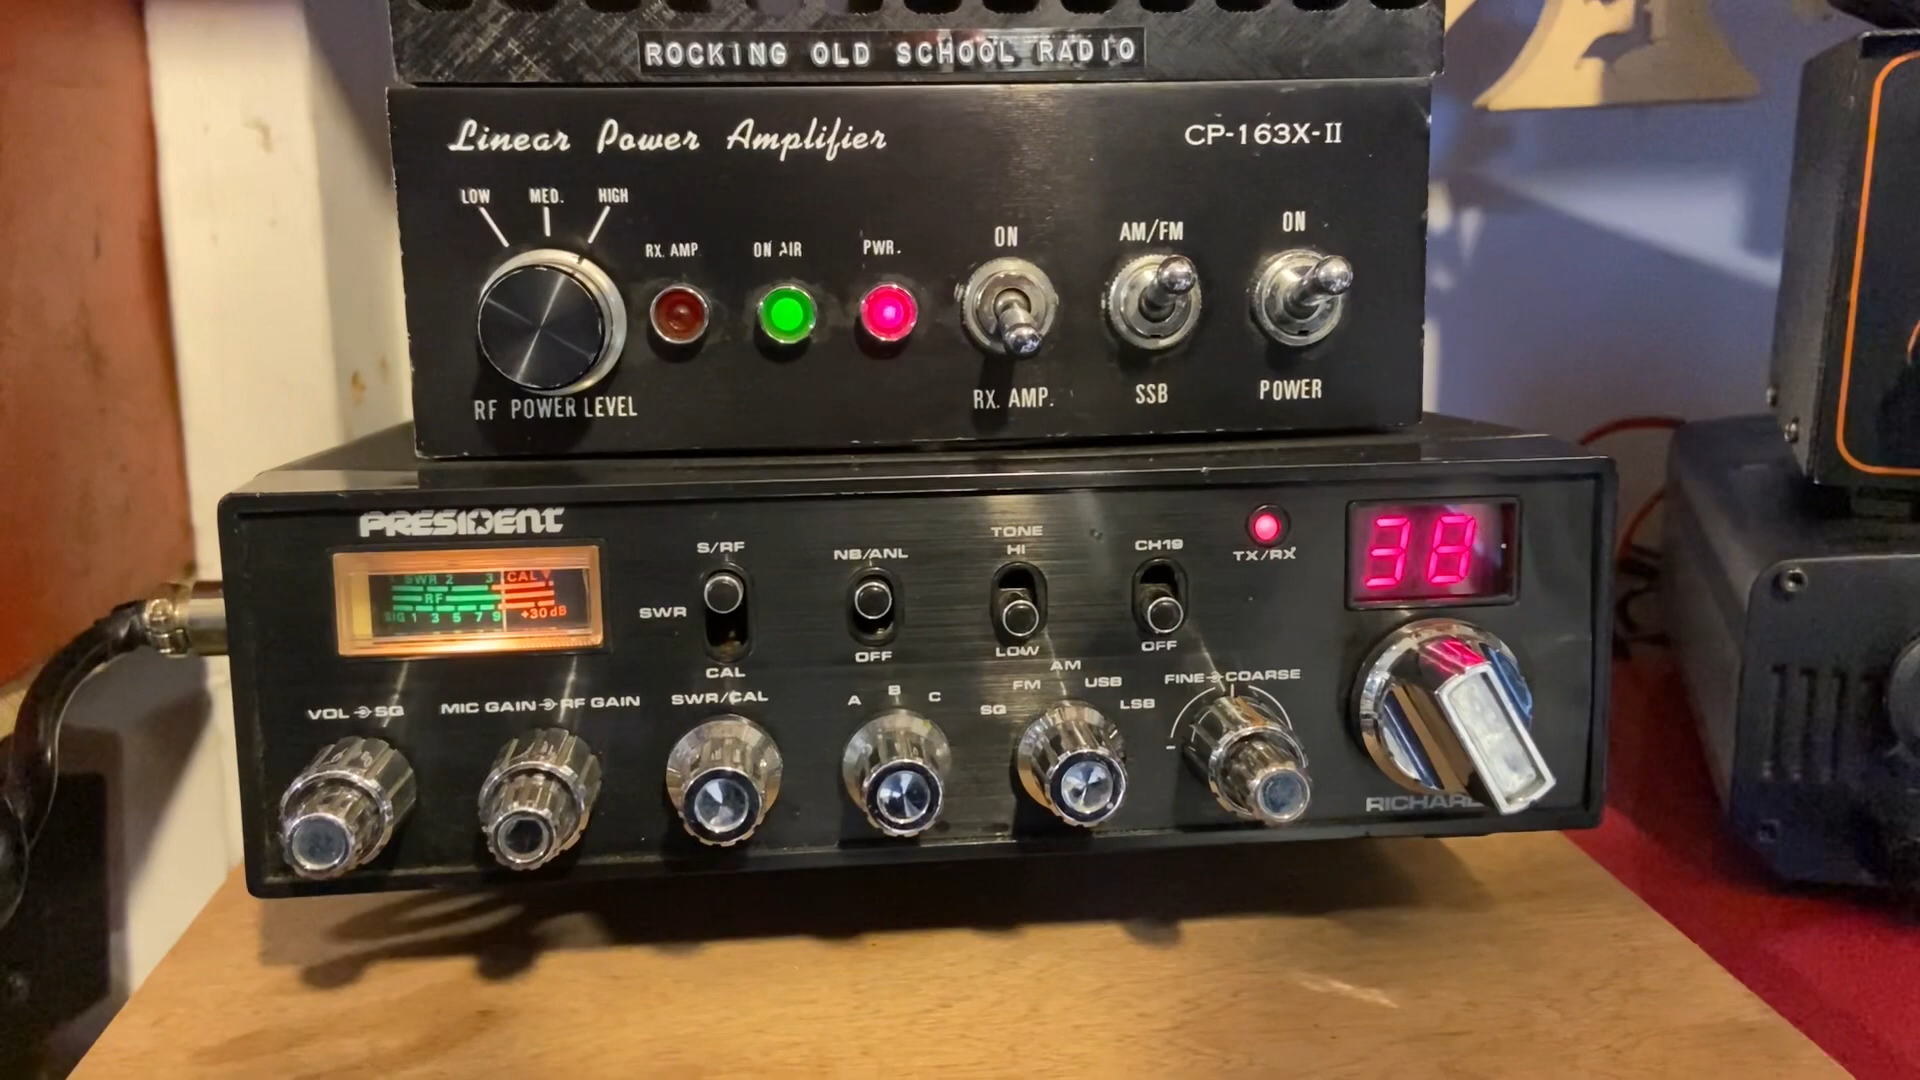 ROCKING OLD SCHOOL RADIO
Linear Power Amplifier
CP-163X-II
LOW MED. HIGH
RX. AMP. ON AIR PWR.
ON AM/FM ON
RF POWER LEVEL
RX. AMP. SSB POWER
PRESIDENT
S/RF NB/ANL TONE HI CH19 TX/RX 38
SWR 2 3 CAL
RF
SIG 1 3 5 7 9 +30dB
SWR
CAL OFF LOW OFF
VOL SQ MIC GAIN RF GAIN SWR/CAL A B C SQ FM AM USB LSB FINE COARSE
-